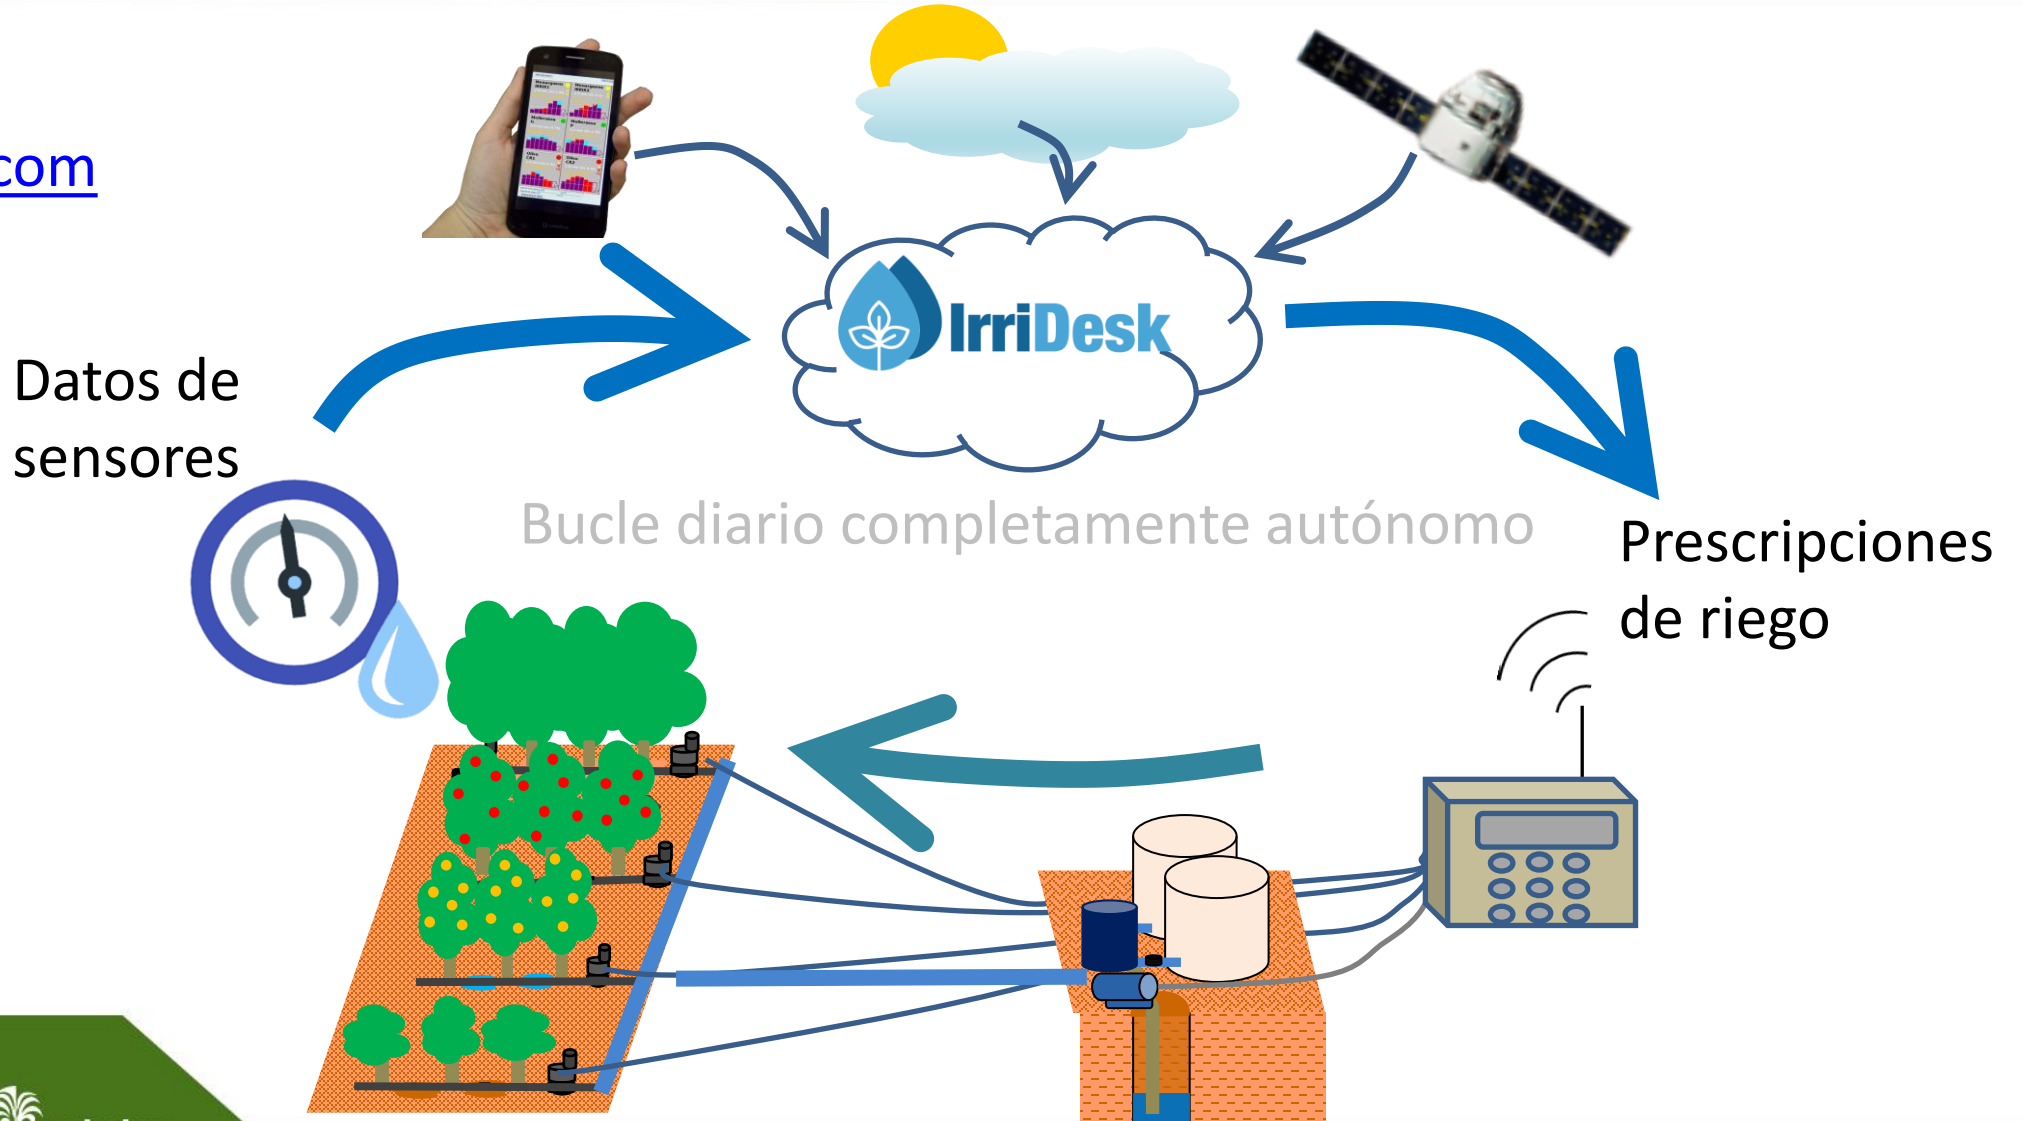 com
IrriDesk
Datos de
sensores
Bucle diario completamente autónomo
Prescripciones
de riego